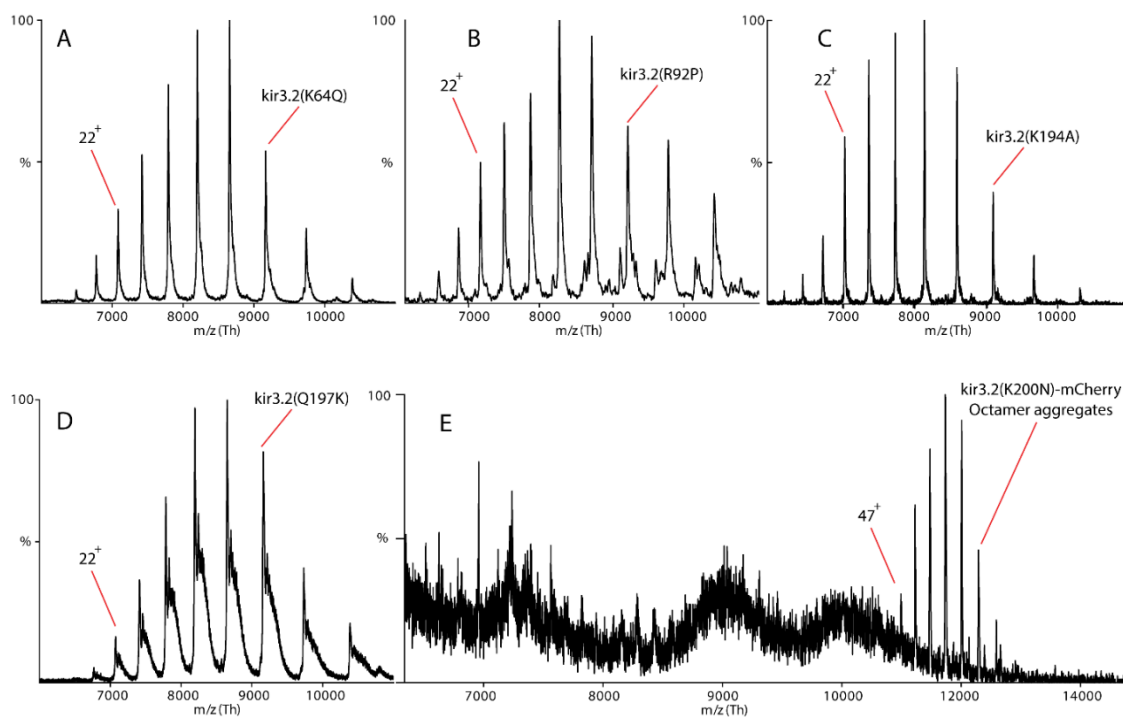 100
A
22+
kir3.2(K64Q)
%
7000 8000 9000 10000
m/z (Th)
100
B
22+
kir3.2(R92P)
%
7000 8000 9000 10000
m/z (Th)
100
C
22+
kir3.2(K194A)
%
7000 8000 9000 10000
m/z (Th)
100
D
kir3.2(Q197K)
22+
7000 8000 9000 10000
m/z (Th)
100
E
kir3.2(K200N)-mCherry
Octamer aggregates
47+
%
7000 8000 9000 10000 12000 14000
m/z (Th)